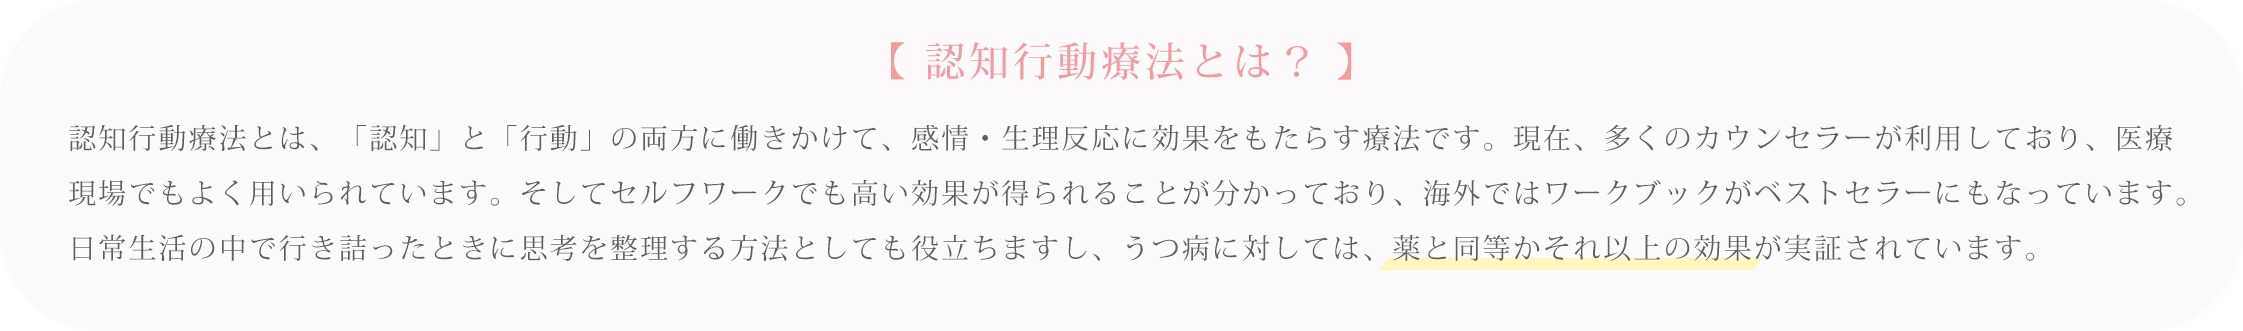 【 認知行動療法とは？ 】
認知行動療法とは、「認知」と「行動」の両方に働きかけて、感情・生理反応に効果をもたらす療法です。現在、多くのカウンセラーが利用しており、医療
現場でもよく用いられています。そしてセルフワークでも高い効果が得られることが分かっており、海外ではワークブックがベストセラーにもなっています。
日常生活の中で行き詰ったときに思考を整理する方法としても役立ちますし、うつ病に対しては、薬と同等かそれ以上の効果が実証されています。